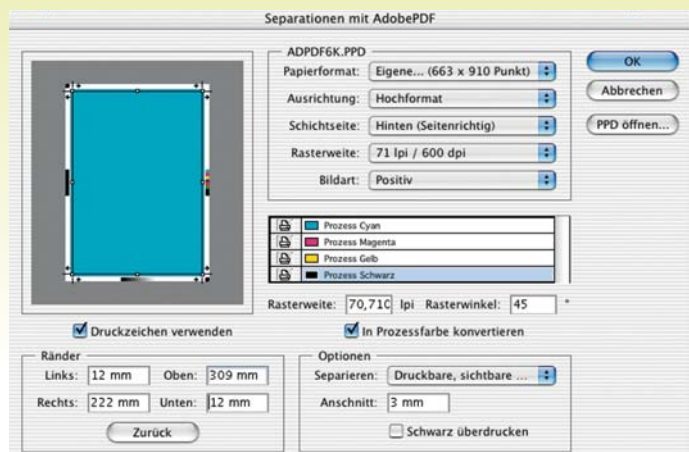 Separationen mit AdobePDF
ADPDF6K.PPD
Papierformat: Eigene... (663 x 910 Punkt)
Ausrichtung: Hochformat
Schichtseite: Hinten (Seitenrichtig)
Rasterweite: 71 lpi / 600 dpi
Bildart: Positiv
OK
Abbrechen
PPD öffnen...
Prozess Cyan
Prozess Magenta
Prozess Gelb
Prozess Schwarz
Rasterweite: 70,710 lpi Rasterwinkel: 45 °
Druckzeichen verwenden
In Prozessfarbe konvertieren
Ränder
Links: 12 mm Oben: 309 mm
Rechts: 222 mm Unten: 12 mm
Zurück
Optionen
Separieren: Druckbare, sichtbare ...
Anschnitt: 3 mm
Schwarz überdrucken